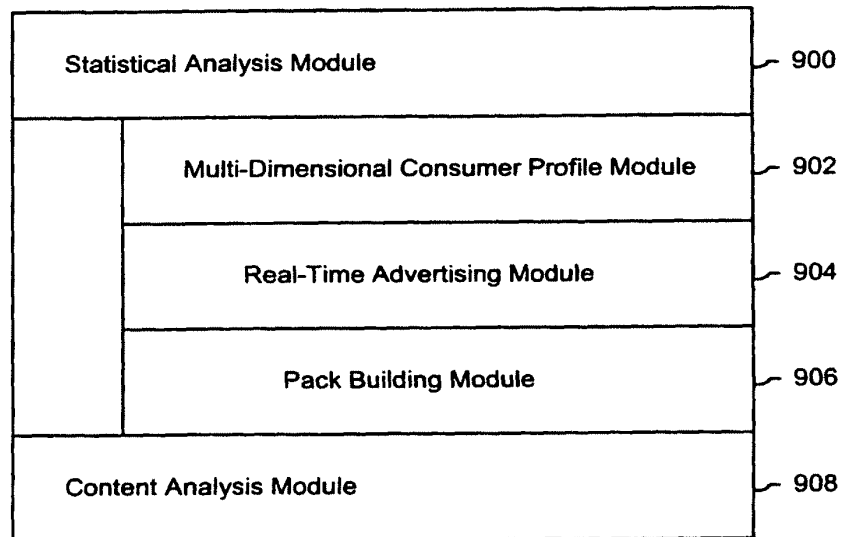 Statistical Analysis Module 900
Multi-Dimensional Consumer Profile Module 902
Real-Time Advertising Module 904
Pack Building Module 906
Content Analysis Module 908